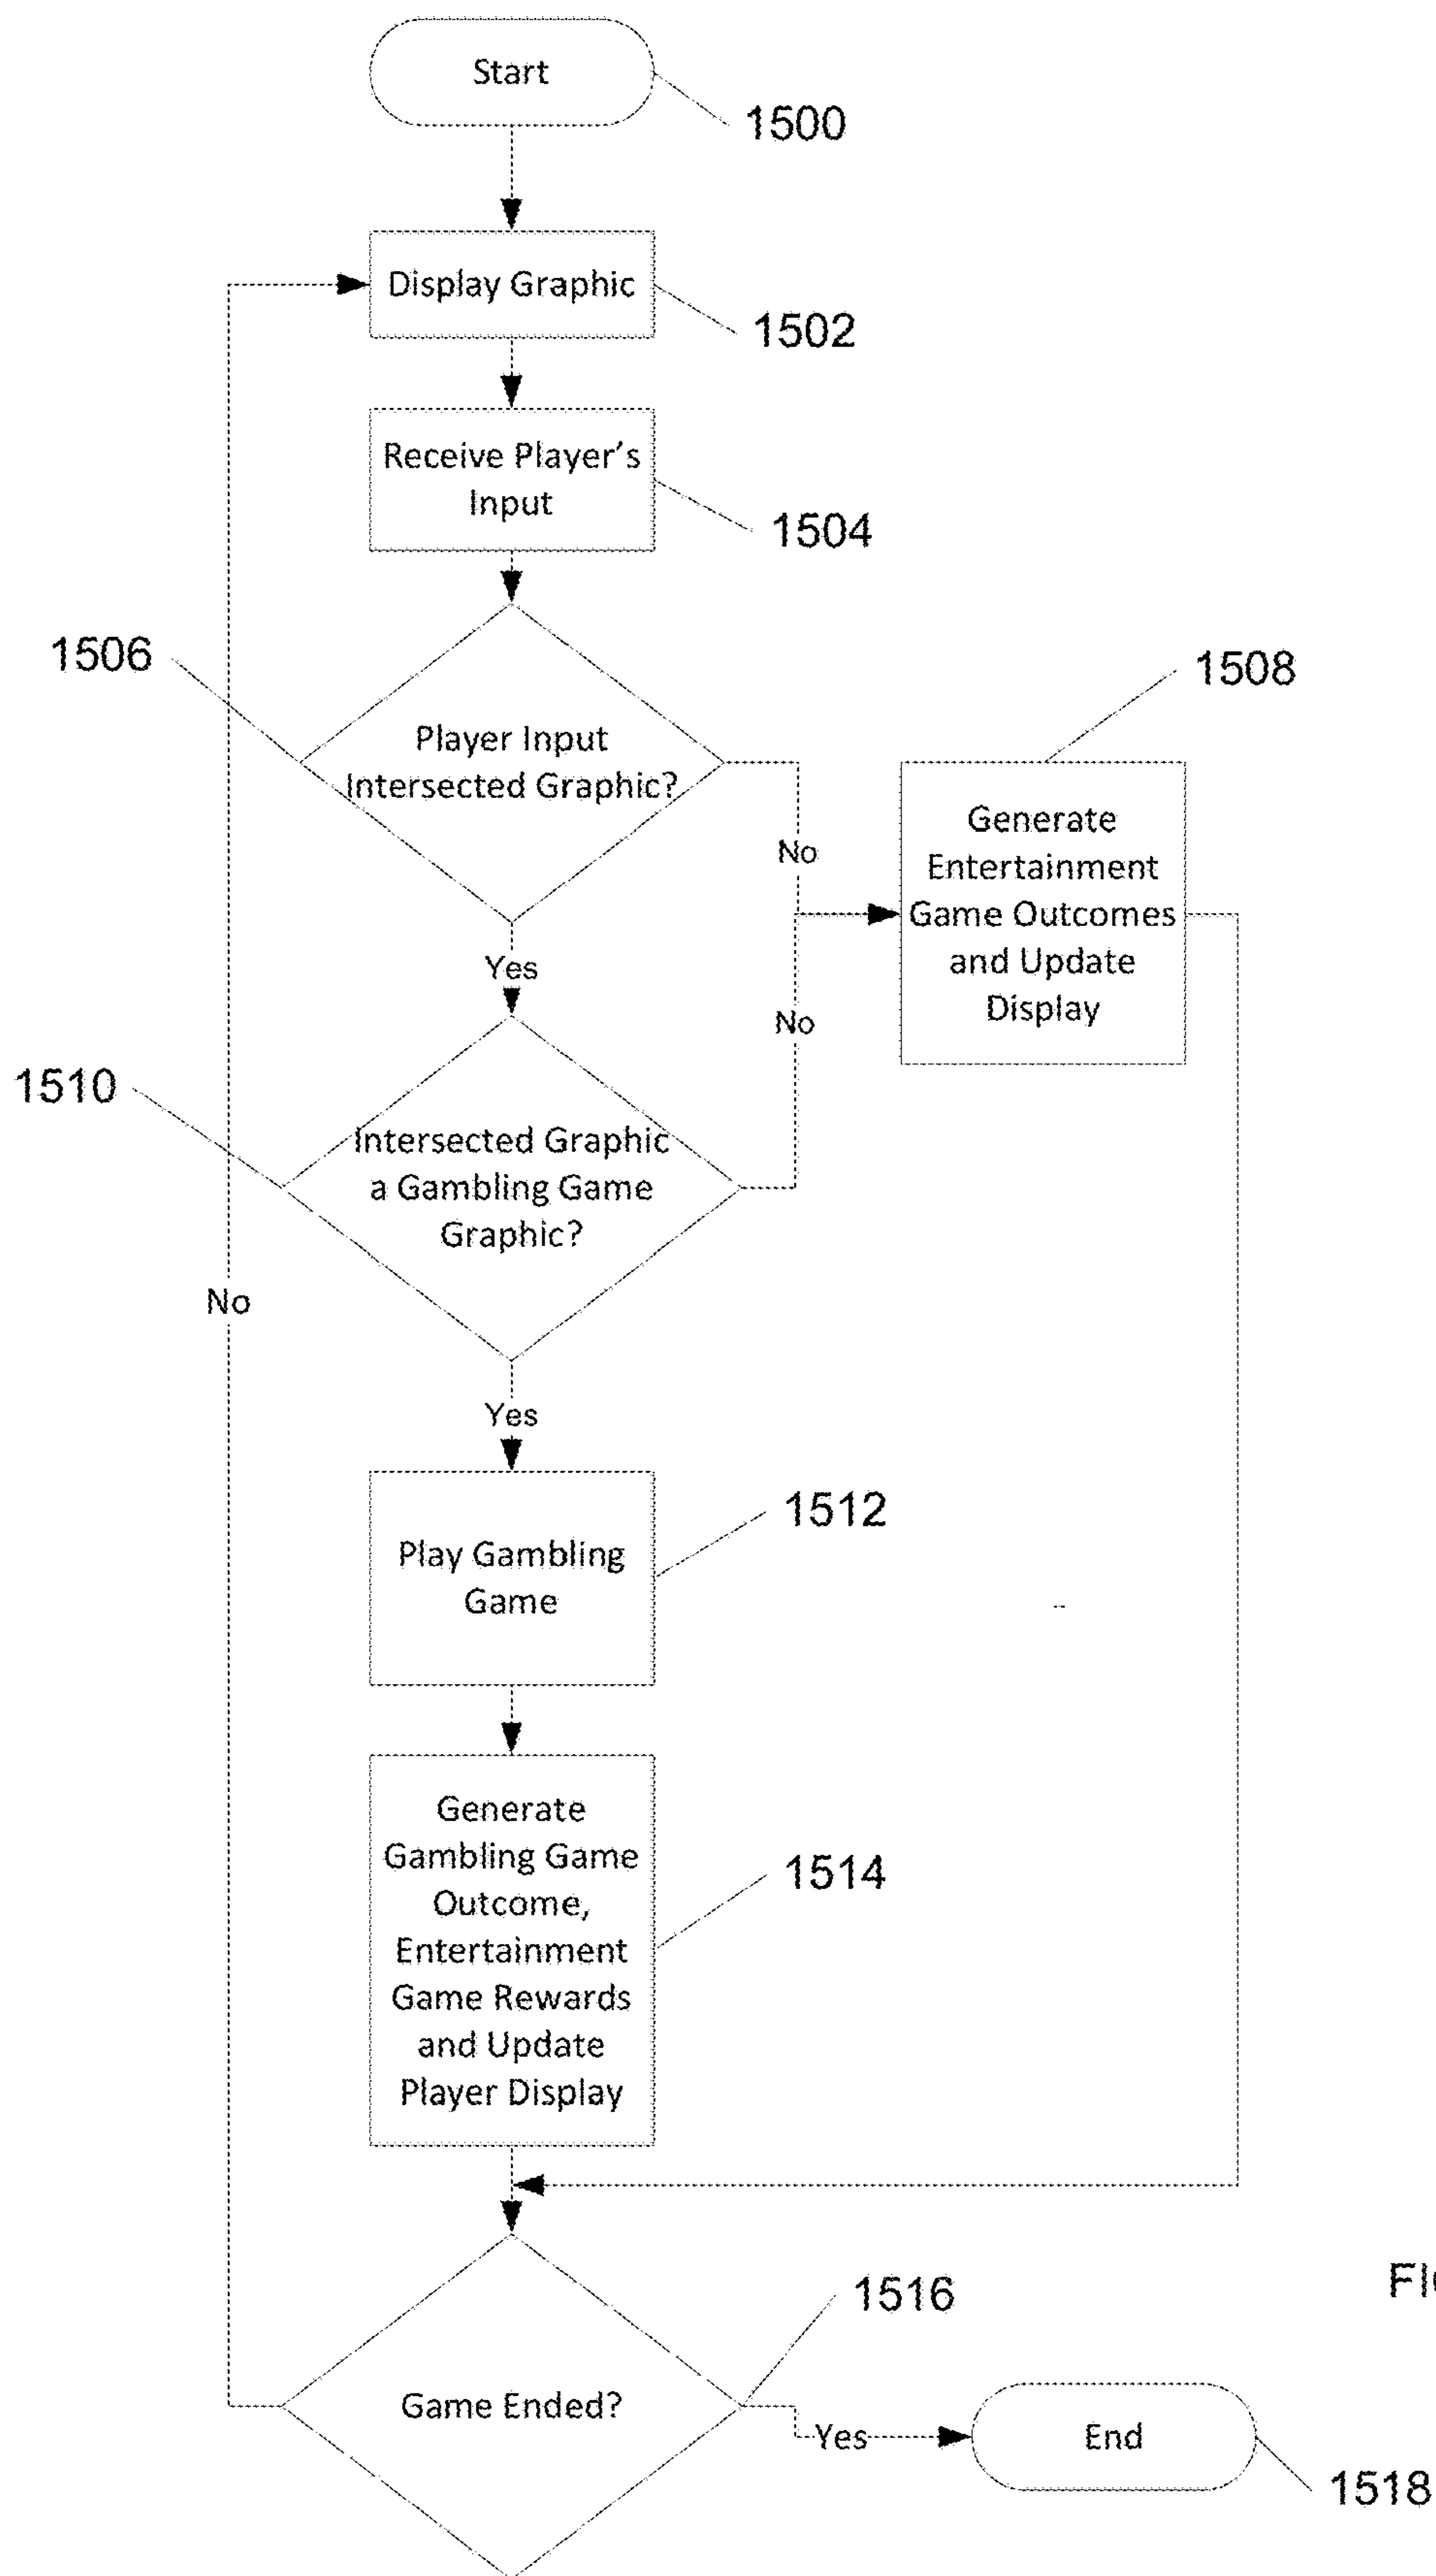 Start
1500
Display Graphic
1502
Receive Player's
Input
1504
1506
Player Input
Intersected Graphic?
No
Yes
1508
Generate
Entertainment
Game Outcomes
and Update
Display
1510
Intersected Graphic
a Gambling Game
Graphic?
No
Yes
No
1512
Play Gambling
Game
Generate
Gambling Game
Outcome,
Entertainment
Game Rewards
and Update
Player Display
1514
1516
Game Ended?
Yes
End
1518